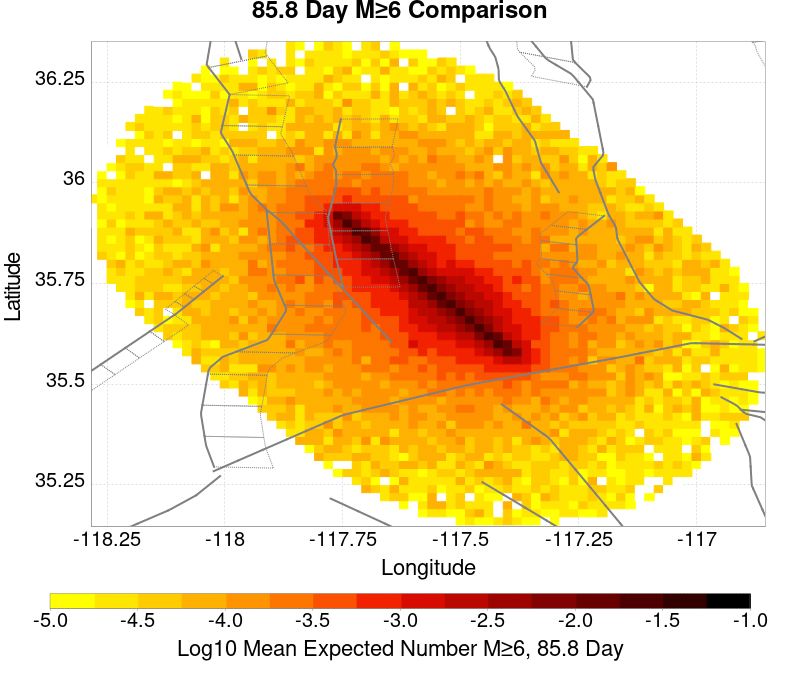 85.8 Day M≥6 Comparison
36.25
36
35.75
35.5
35.25
Latitude
-118.25 -118 -117.75 -117.5 -117.25 -117
Longitude
-5.0 -4.5 -4.0 -3.5 -3.0 -2.5 -2.0 -1.5 -1.0
Log10 Mean Expected Number M≥6, 85.8 Day